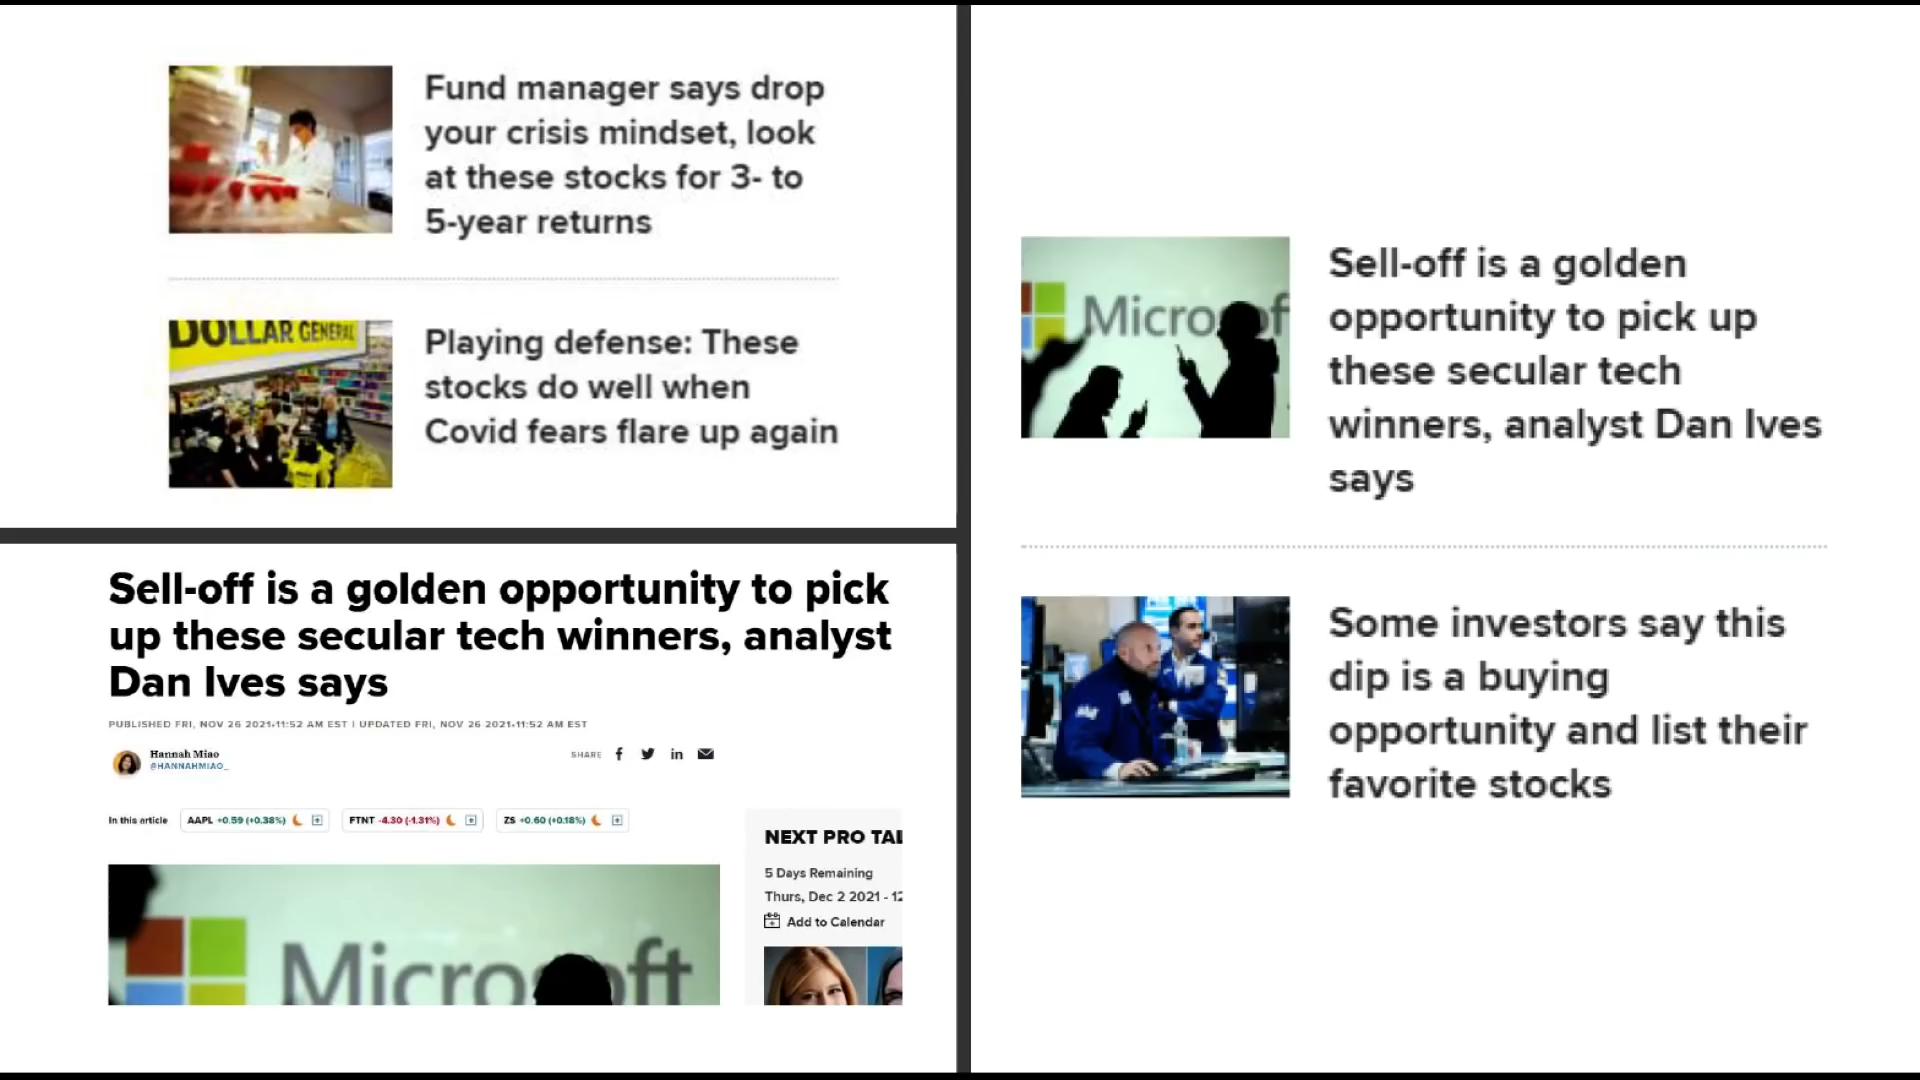 Fund manager says drop
your crisis mindset, look
at these stocks for 3- to
5-year returns
DOLLAR GENERAL
Playing defense: These
stocks do well when
Covid fears flare up again
Sell-off is a golden opportunity to pick
up these secular tech winners, analyst
Dan Ives says
PUBLISHED FRI, NOV 26 2021•11:52 AM EST | UPDATED FRI, NOV 26 2021•11:52 AM EST
Hannah Miao
@HANNAHMIAO_
SHARE
In this article
AAPL +0.59 (+0.38%)
FTNT -4.30 (-1.31%)
ZS +0.60 (+0.18%)
NEXT PRO TAL
5 Days Remaining
Thurs, Dec 2 2021 - 12
Add to Calendar
Microsoft
Microsof
Sell-off is a golden
opportunity to pick up
these secular tech
winners, analyst Dan Ives
says
Some investors say this
dip is a buying
opportunity and list their
favorite stocks